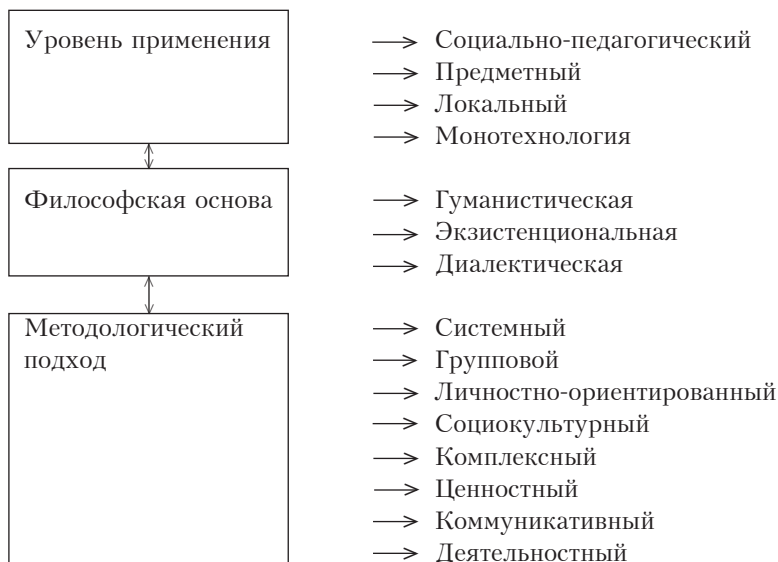 Уровень применения
Социально-педагогический
Предметный
Локальный
Монотехнология
Философская основа
Гуманистическая
Экзистенциональная
Диалектическая
Методологический
подход
Системный
Групповой
Личностно-ориентированный
Социокультурный
Комплексный
Ценностный
Коммуникативный
Деятельностный